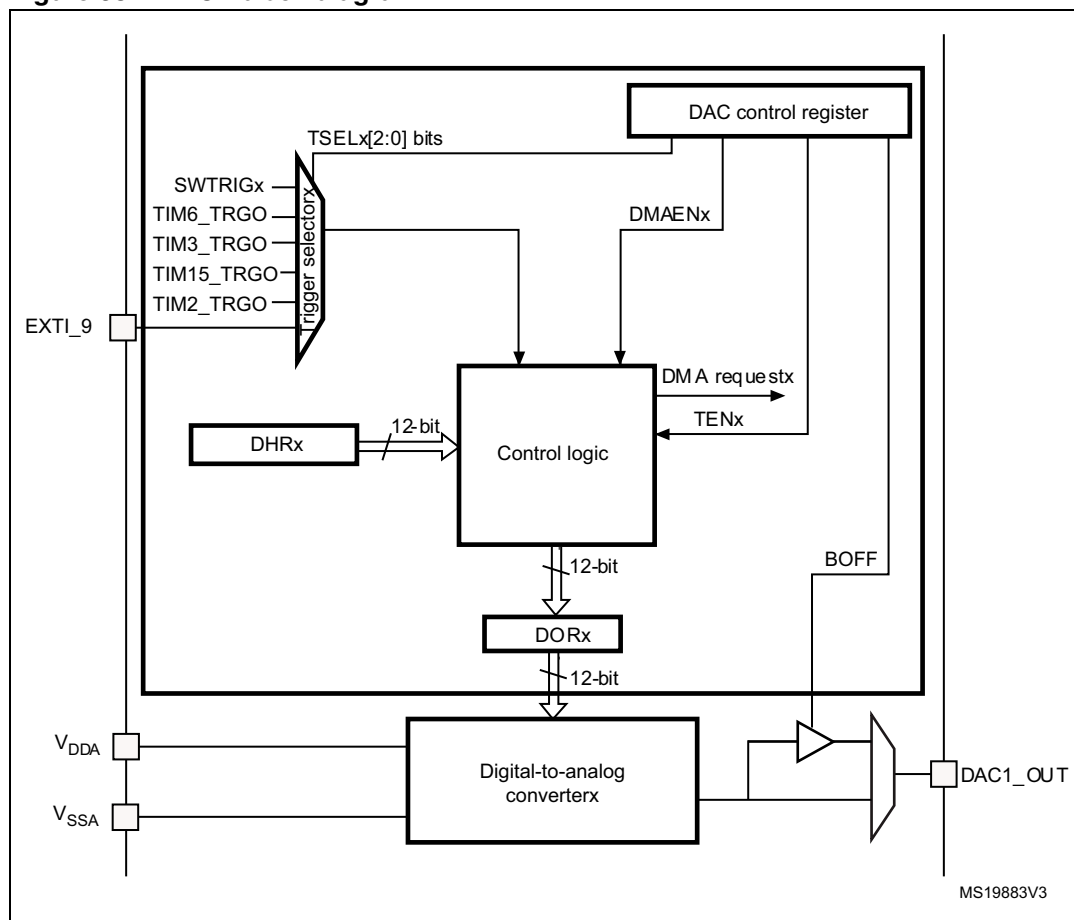 DAC control register
TSELx[2:0] bits
SWTRIGx
TIM6_TRGO
TIM3_TRGO
TIM15_TRGO
TIM2_TRGO
EXTI_9
Trigger selectorx
DMAENx
DMA requestx
TENx
DHRx
12-bit
Control logic
12-bit
BOFF
DORx
12-bit
VDDA
VSSA
Digital-to-analog
converterx
DAC1_OUT
MS19883V3